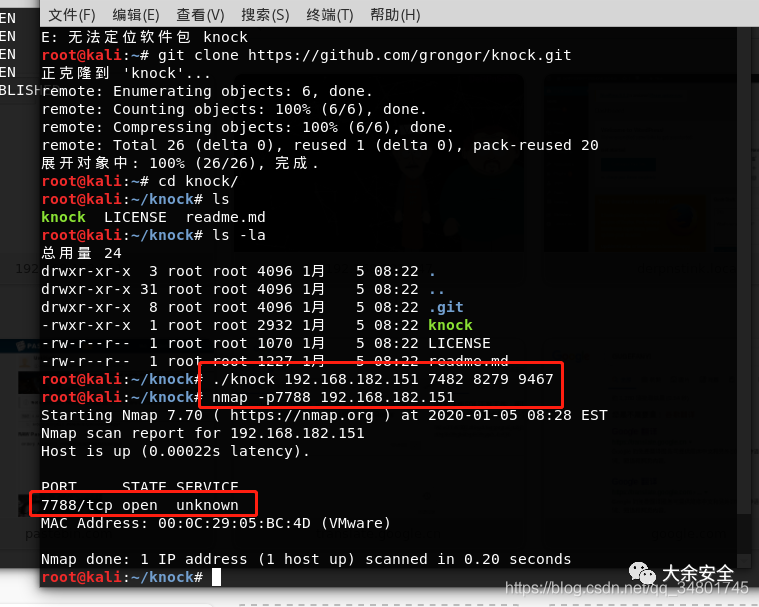 文件(F) 编辑(E) 查看(V) 搜索(S) 终端(T) 帮助(H)
EN
EN
EN
EN
BLISH
E: 无法定位软件包 knock
root@kali:~# git clone https://github.com/grongor/knock.git
正克隆到 'knock'...
remote: Enumerating objects: 6, done.
remote: Counting objects: 100% (6/6), done.
remote: Compressing objects: 100% (6/6), done.
remote: Total 26 (delta 0), reused 1 (delta 0), pack-reused 20
展开对象中: 100% (26/26), 完成.
root@kali:~# cd knock/
root@kali:~/knock# ls
knock LICENSE readme.md
root@kali:~/knock# ls -la
总用量 24
drwxr-xr-x 3 root root 4096 1月 5 08:22 .
drwxr-xr-x 31 root root 4096 1月 5 08:22 ..
drwxr-xr-x 8 root root 4096 1月 5 08:22 .git
-rwxr-xr-x 1 root root 2932 1月 5 08:22 knock
-rw-r--r-- 1 root root 1070 1月 5 08:22 LICENSE
-rw-r--r-- 1 root root 1227 1月 5 08:22 readme.md
root@kali:~/knock# ./knock 192.168.182.151 7482 8279 9467
root@kali:~/knock# nmap -p7788 192.168.182.151
Starting Nmap 7.70 ( https://nmap.org ) at 2020-01-05 08:28 EST
Nmap scan report for 192.168.182.151
Host is up (0.00022s latency).
PORT STATE SERVICE
7788/tcp open unknown
MAC Address: 00:0C:29:05:BC:4D (VMware)
Nmap done: 1 IP address (1 host up) scanned in 0.20 seconds
root@kali:~/knock#
大余安全
https://blog.csdn.net/qq_34801745